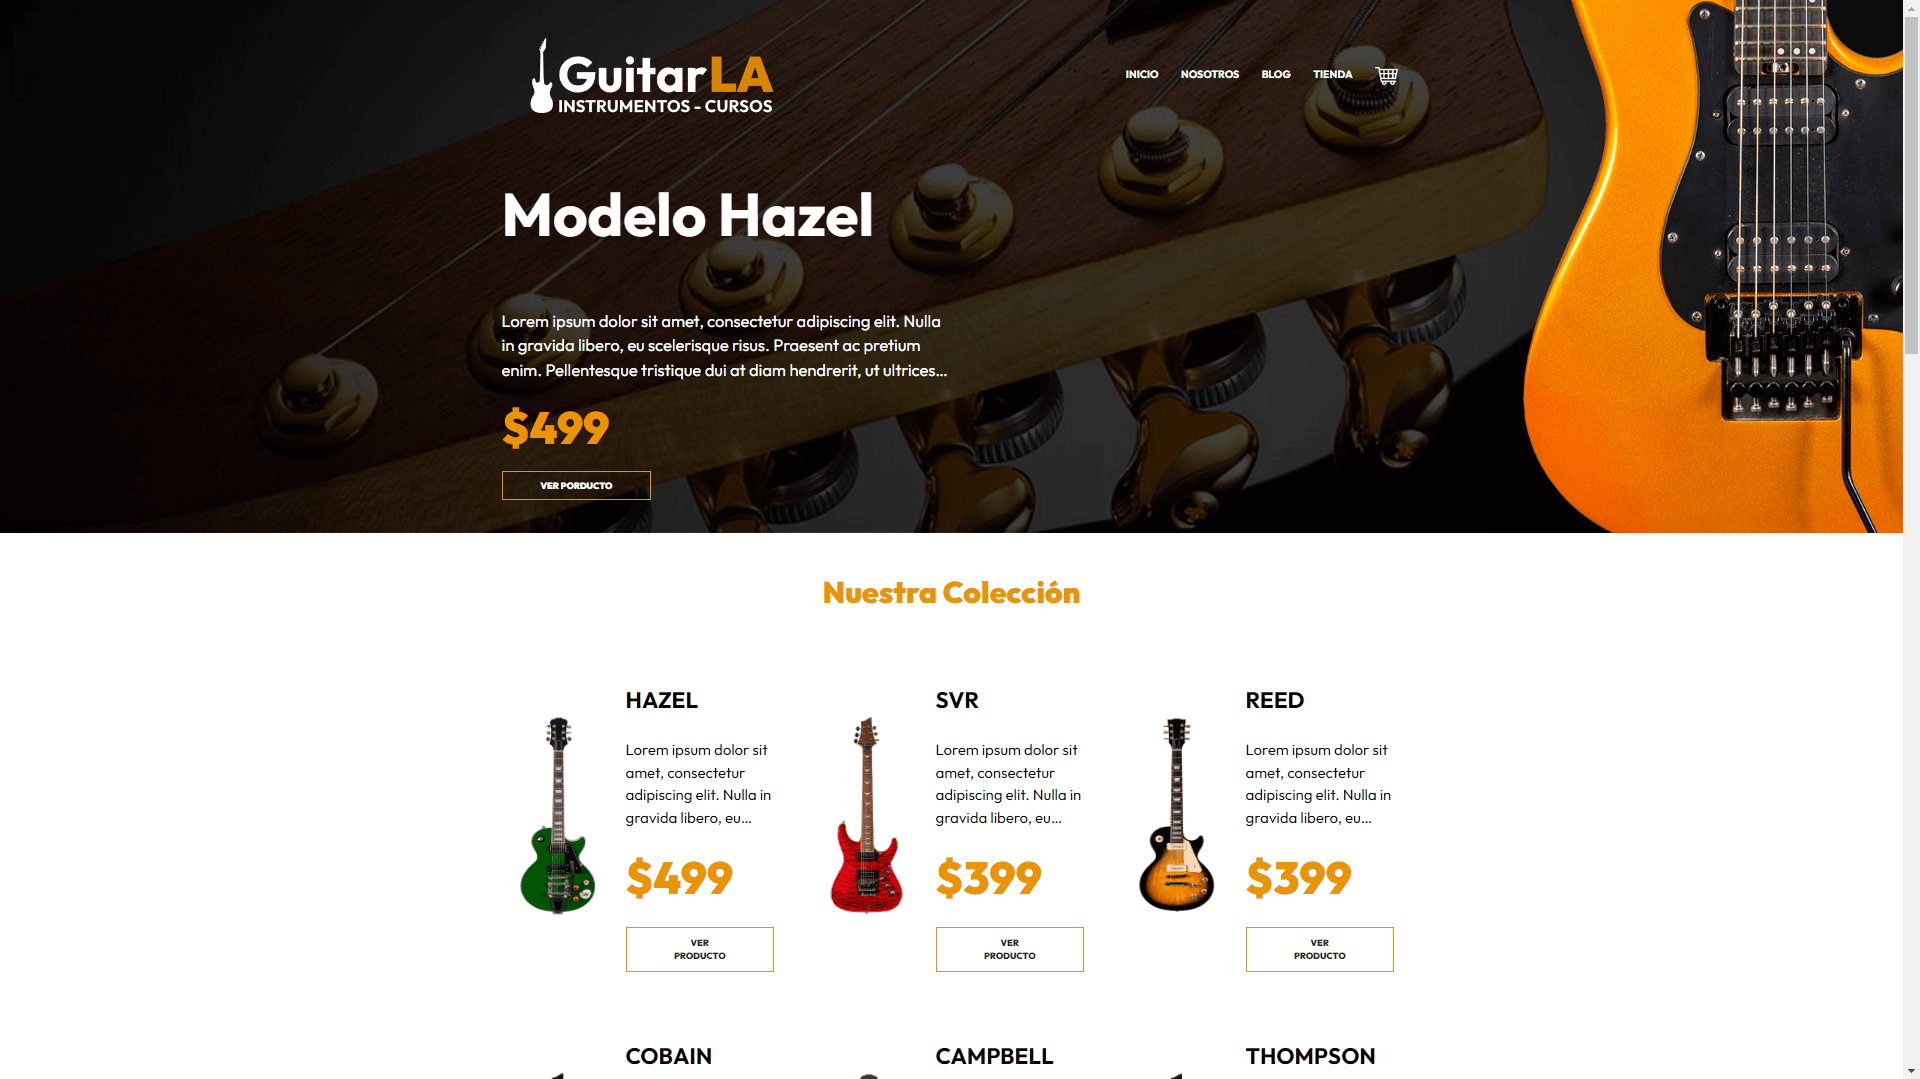 GuitarLA
INSTRUMENTOS - CURSOS
INICIO NOSOTROS BLOG TIENDA
Modelo Hazel
Lorem ipsum dolor sit amet, consectetur adipiscing elit. Nulla
in gravida libero, eu scelerisque risus. Praesent ac pretium
enim. Pellentesque tristique dui at diam hendrerit, ut ultrices...
$499
VER PORDUCTO
Nuestra Colección
HAZEL
Lorem ipsum dolor sit
amet, consectetur
adipiscing elit. Nulla in
gravida libero, eu...
$499
VER
PRODUCTO
SVR
Lorem ipsum dolor sit
amet, consectetur
adipiscing elit. Nulla in
gravida libero, eu...
$399
VER
PRODUCTO
REED
Lorem ipsum dolor sit
amet, consectetur
adipiscing elit. Nulla in
gravida libero, eu...
$399
VER
PRODUCTO
COBAIN
CAMPBELL
THOMPSON